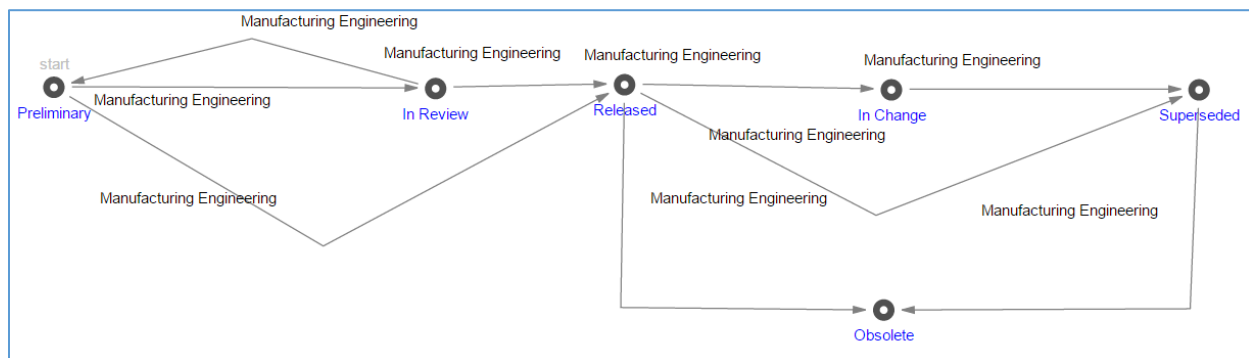 Manufacturing Engineering
Manufacturing Engineering
Manufacturing Engineering
Manufacturing Engineering
start
Manufacturing Engineering
Preliminary
In Review
Released
In Change
Superseded
Manufacturing Engineering
Manufacturing Engineering
Manufacturing Engineering
Manufacturing Engineering
Obsolete